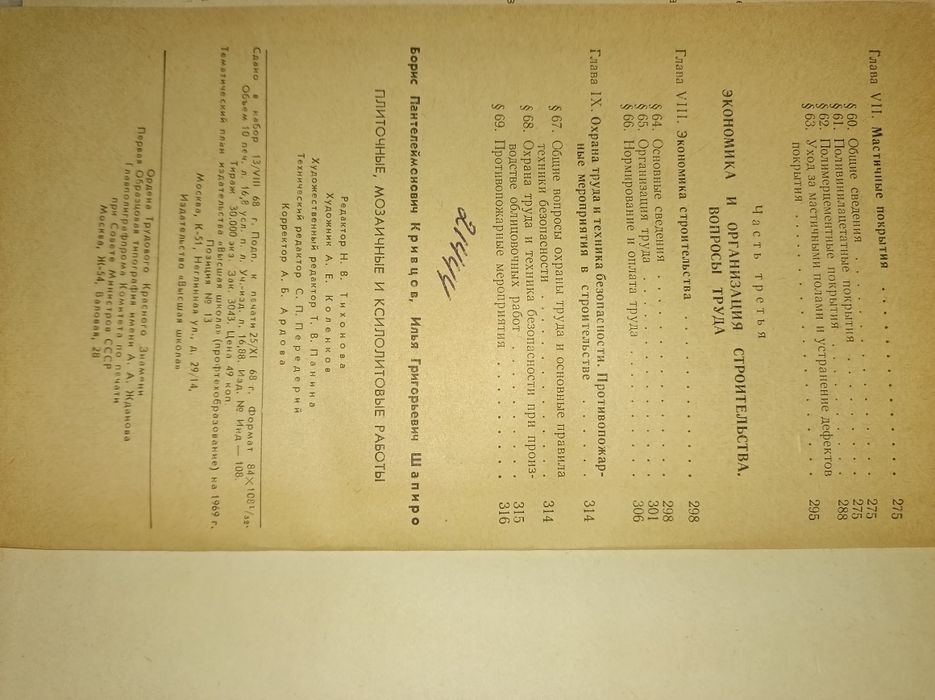 Глава VII. Мастичные покрытия . . . . . . . . . . . 275
§ 60. Общие сведения . . . . . . . . . . . . 275
§ 61. Поливинилацетатные покрытия . . . . . . . . 275
§ 62. Полимерцементные покрытия . . . . . . . . . 288
§ 63. Уход за мастичными полами и устранение дефектов
покрытия . . . . 295
Часть третья
ЭКОНОМИКА И ОРГАНИЗАЦИЯ СТРОИТЕЛЬСТВА.
ВОПРОСЫ ТРУДА
Глава VIII. Экономика строительства . . . . . . . . . 298
§ 64. Основные сведения . . . . . . . . . . . 298
§ 65. Организация труда . . . . . . . . . . . 301
§ 66. Нормирование и оплата труда . . . . . . . . 306
Глава IX. Охрана труда и техника безопасности. Противопожар-
ные мероприятия в строительстве . . . . . . . 314
§ 67. Общие вопросы охраны труда и основные правила
техники безопасности . . . . . . . . . . 314
§ 68. Охрана труда и техника безопасности при произ-
водстве облицовочных работ . . . . . . . . 315
§ 69. Противопожарные мероприятия . . . . . . . . 316
Борис Пантелеймонович Кривцов, Илья Григорьевич Шапиро
ПЛИТОЧНЫЕ, МОЗАИЧНЫЕ И КСИЛОЛИТОВЫЕ РАБОТЫ
Редактор Н. В. Тихонова
Художник А. Е. Коленков
Художественный редактор Т. В. Панина
Технический редактор С. П. Передерий
Корректор А. Б. Ардова
Сдано в набор 13/VIII 68 г. Подп. к печати 25/XI 68 г. Формат 84×108¹/₃₂.
Объем 10 печ. л. 16,8 усл. п. л. Уч.-изд. л. 16,88. Изд. № Инд — 108.
Тираж 30.000 экз. Зак. 3043. Цена 49 коп.
Тематический план издательства «Высшая школа» (профтехобразование) на 1969 г.
Позиция № 13
Москва, К-51, Неглинная ул., д. 29/14,
Издательство «Высшая школа»
Ордена Трудового Красного Знамени
Первая Образцовая типография имени А. А. Жданова
Главполиграфпрома Комитета по печати
при Совете Министров СССР
Москва, Ж-54, Валовая, 28